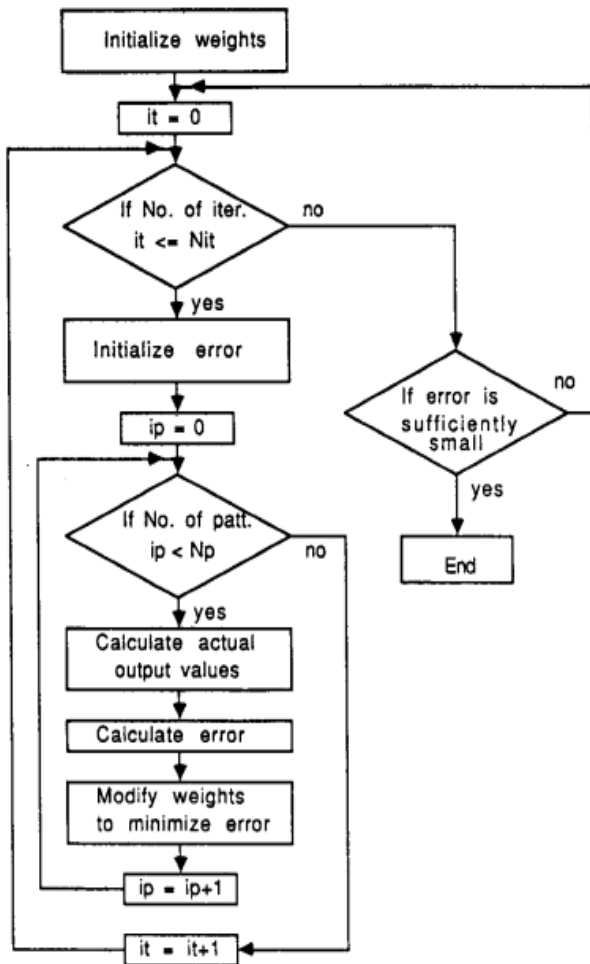 Initialize weights
it = 0
If No. of iter.
it <= Nit
no
yes
Initialize error
If error is
sufficiently
small
no
yes
End
ip = 0
If No. of patt.
ip < Np
no
yes
Calculate actual
output values
Calculate error
Modify weights
to minimize error
ip = ip+1
it = it+1